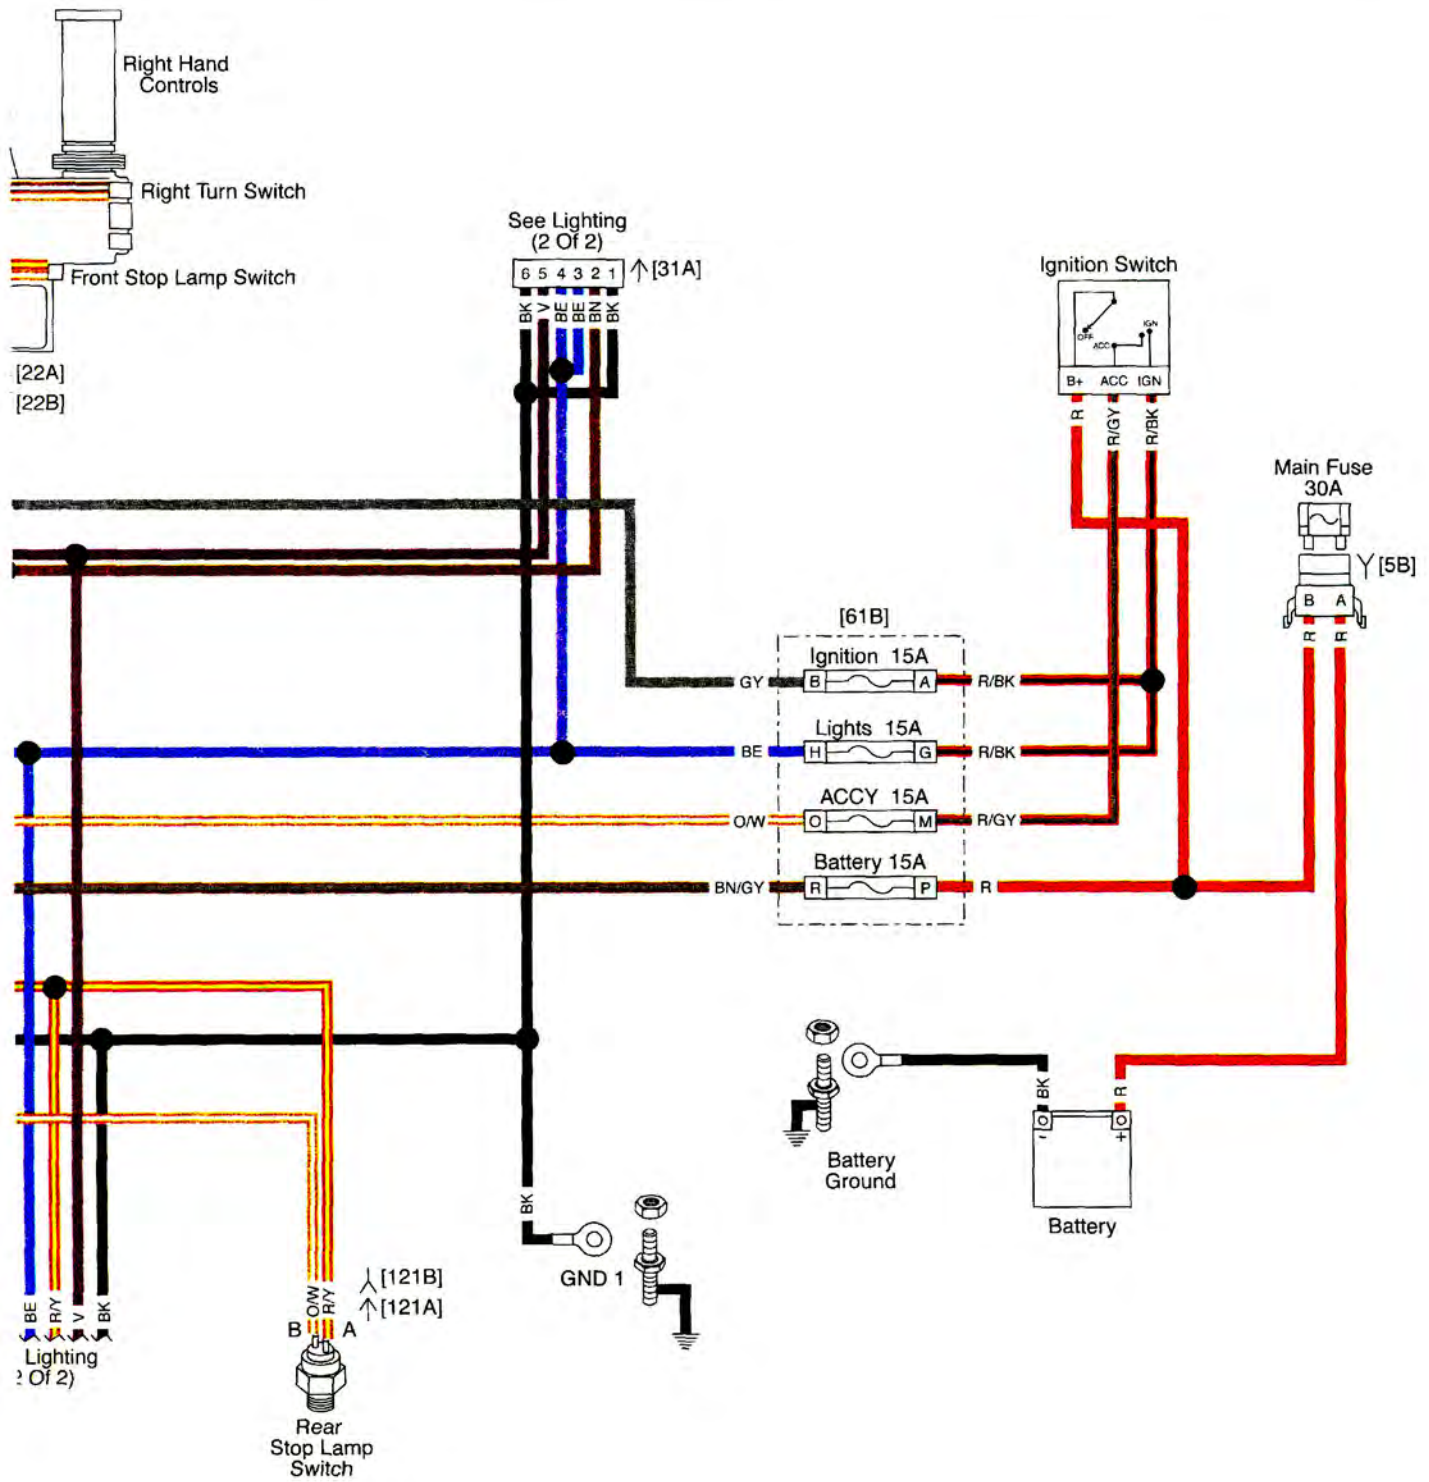 Right Hand
Controls
Right Turn Switch
Front Stop Lamp Switch
[22A]
[22B]
See Lighting
(2 Of 2)
6 5 4 3 2 1
[31A]
BK V BE BE BN BK
Ignition Switch
OFF
ACC
IGN
B+ ACC IGN
R R/GY R/BK
Main Fuse
30A
[5B]
B A
R R
[61B]
Ignition 15A
GY B A R/BK
Lights 15A
BE H G R/BK
ACCY 15A
O/W O M R/GY
Battery 15A
BN/GY R P R
BK R
- +
Battery
Ground
Battery
BK
GND 1
[121B]
[121A]
BE R/Y V BK
O/W R/Y
B A
Lighting
2 Of 2)
Rear
Stop Lamp
Switch